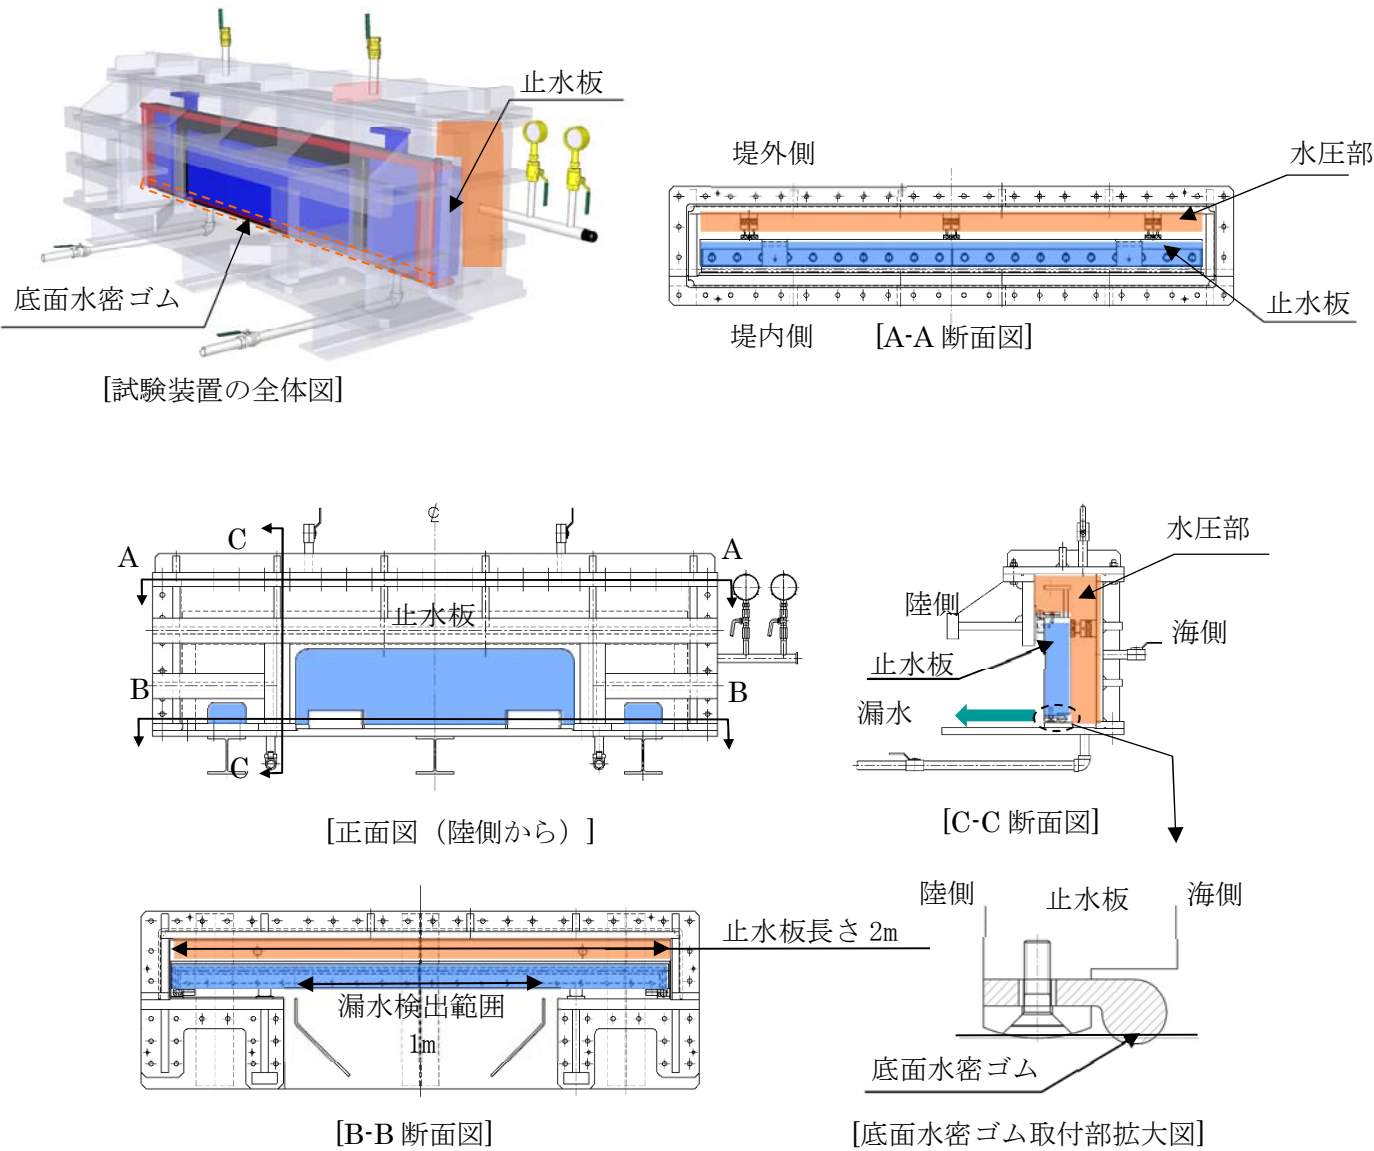 止水板
底面水密ゴム
[試験装置の全体図]
堤外側
水圧部
止水板
堤内側
[A-A 断面図]
℄
C
A
A
止水板
B
B
C
[正面図（陸側から）]
水圧部
陸側
海側
止水板
漏水
[C-C 断面図]
止水板長さ 2m
漏水検出範囲
1m
[B-B 断面図]
陸側
止水板
海側
底面水密ゴム
[底面水密ゴム取付部拡大図]